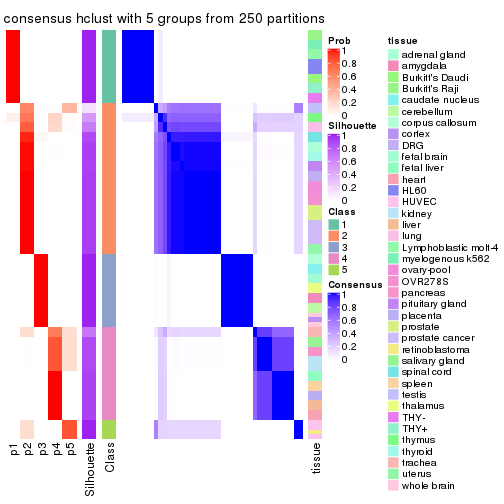 consensus hclust with 5 groups from 250 partitions
Prob
1
0.8
0.6
0.4
0.2
0
Silhouette
1
0.8
0.6
0.4
0.2
0
Class
1
2
3
4
5
Consensus
1
0.8
0.6
0.4
0.2
0
tissue
adrenal gland
amygdala
Burkitt's Daudi
Burkitt's Raji
caudate nucleus
cerebellum
corpus callosum
cortex
DRG
fetal brain
fetal liver
heart
HL60
HUVEC
kidney
liver
lung
Lymphoblastic molt-4
myelogenous k562
ovary-pool
OVR278S
pancreas
pituitary gland
placenta
prostate
prostate cancer
retinoblastoma
salivary gland
spinal cord
spleen
testis
thalamus
THY-
THY+
thymus
thyroid
trachea
uterus
whole brain
p1
p2
p3
p4
p5
Silhouette
Class
tissue